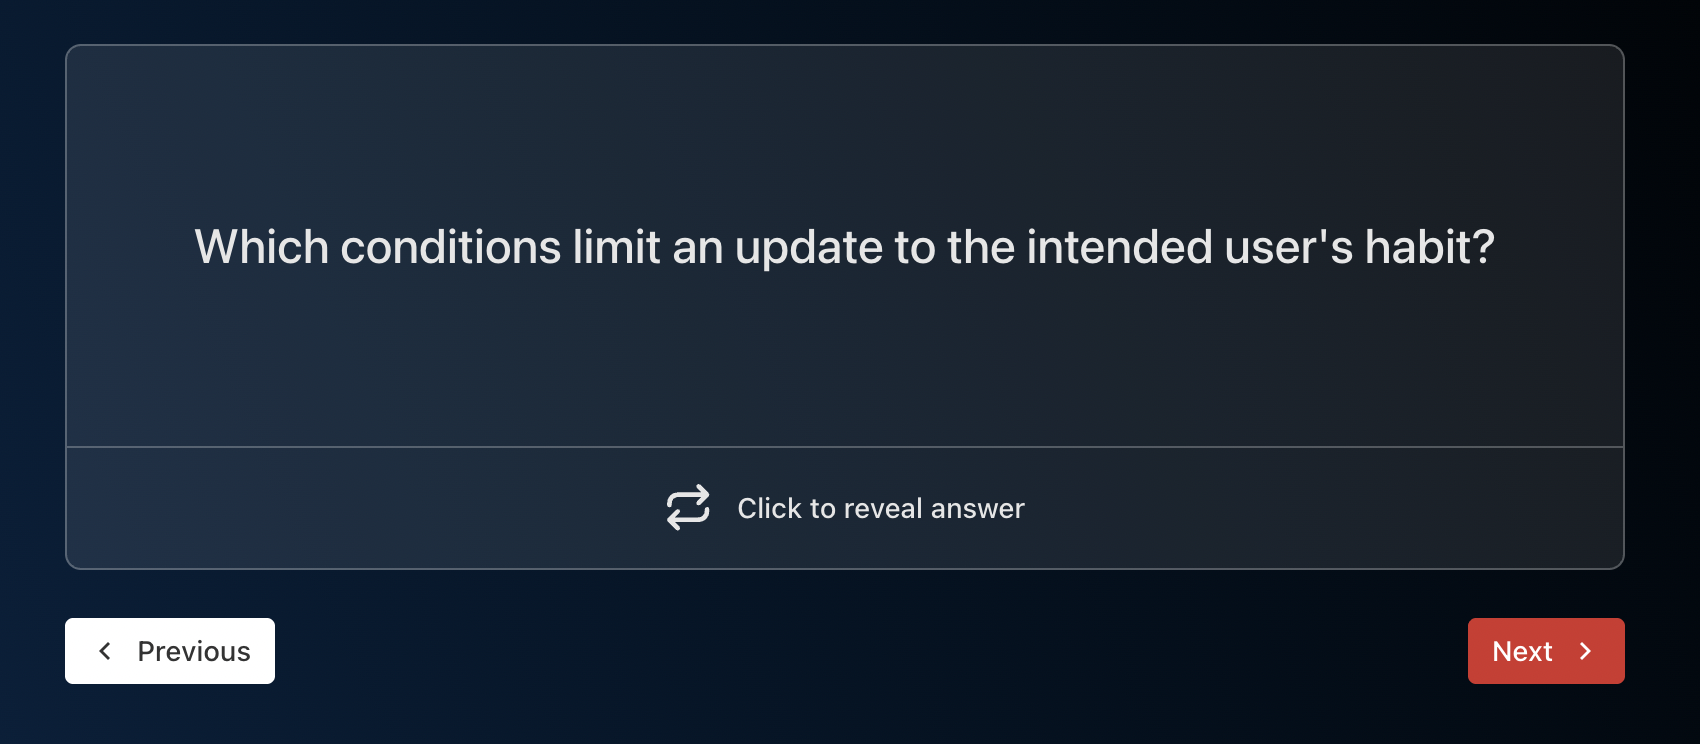 Which conditions limit an update to the intended user's habit?
Click to reveal answer
Previous
Next